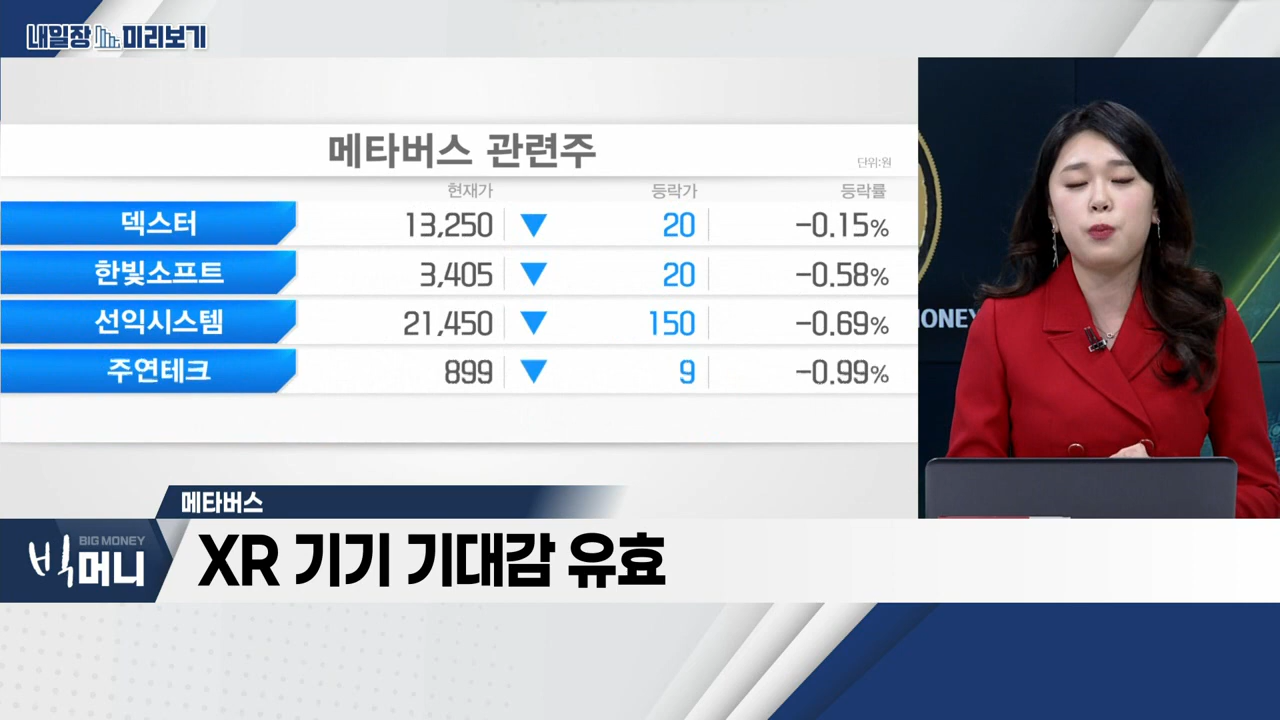 내일장 미리보기
메타버스 관련주
단위:원
현재가 등락가 등락률
덱스터 13,250 ▼ 20 -0.15%
한빛소프트 3,405 ▼ 20 -0.58%
선익시스템 21,450 ▼ 150 -0.69%
주연테크 899 ▼ 9 -0.99%
MONEY
메타버스
BIG MONEY
빅머니
XR 기기 기대감 유효